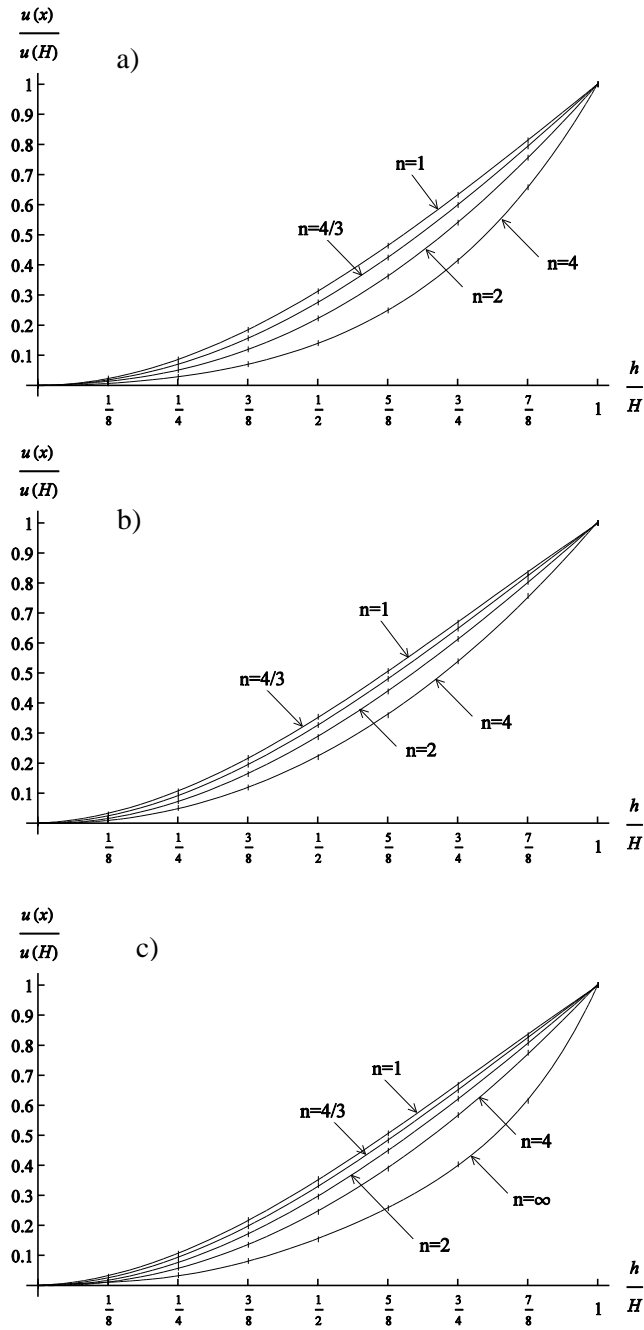 u(x)
u(H)
a)
1
0.9
0.8
0.7
0.6
0.5
0.4
0.3
0.2
0.1
n=1
n=4/3
n=4
n=2
h
H
1/8 1/4 3/8 1/2 5/8 3/4 7/8 1
u(x)
u(H)
b)
1
0.9
0.8
0.7
0.6
0.5
0.4
0.3
0.2
0.1
n=1
n=4/3
n=4
n=2
h
H
1/8 1/4 3/8 1/2 5/8 3/4 7/8 1
u(x)
u(H)
c)
1
0.9
0.8
0.7
0.6
0.5
0.4
0.3
0.2
0.1
n=1
n=4/3
n=4
n=∞
n=2
h
H
1/8 1/4 3/8 1/2 5/8 3/4 7/8 1